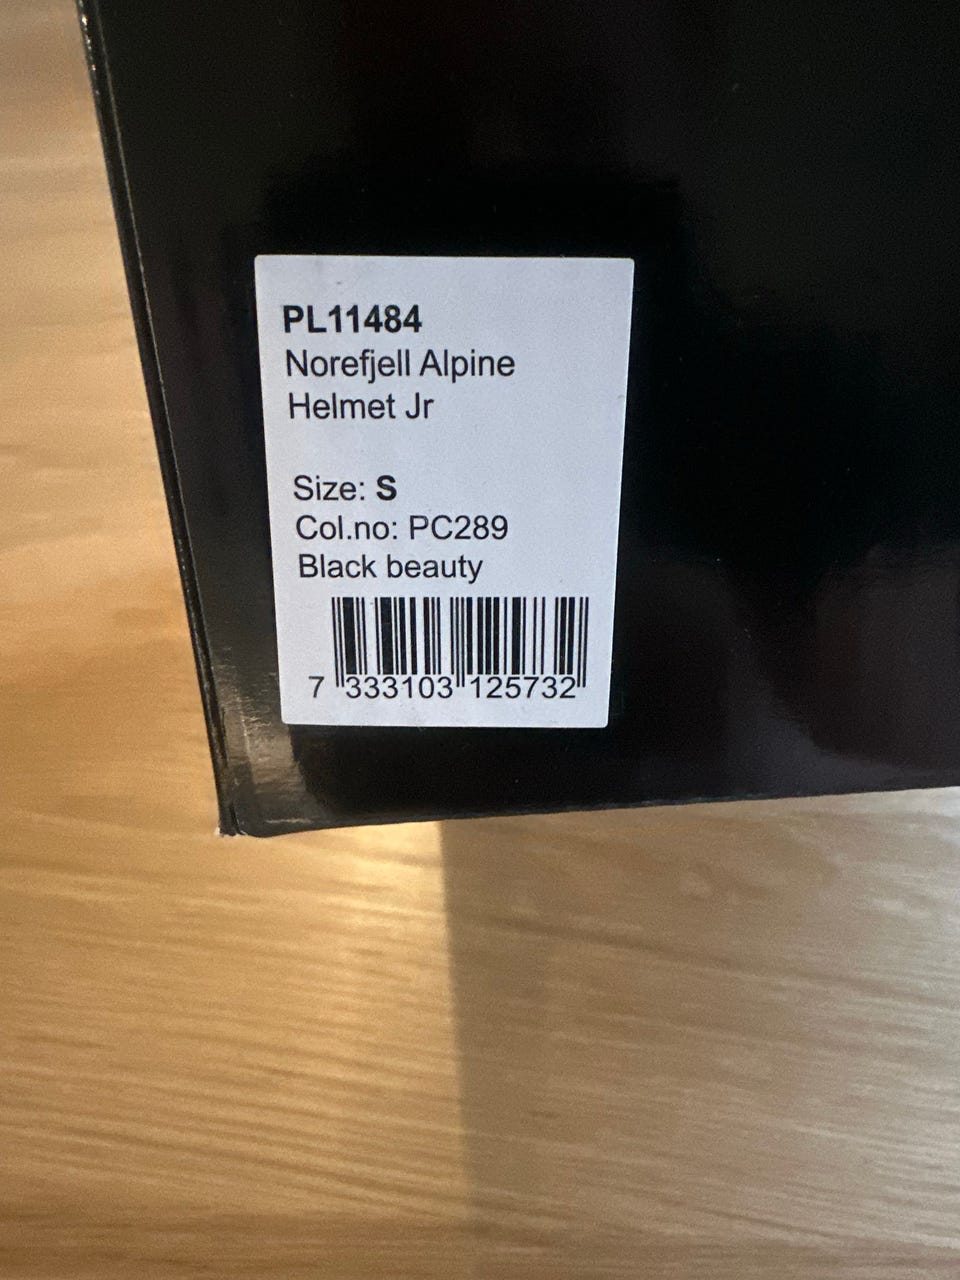 PL11484
Norefjell Alpine
Helmet Jr
Size: S
Col.no: PC289
Black beauty
7 333103 125732